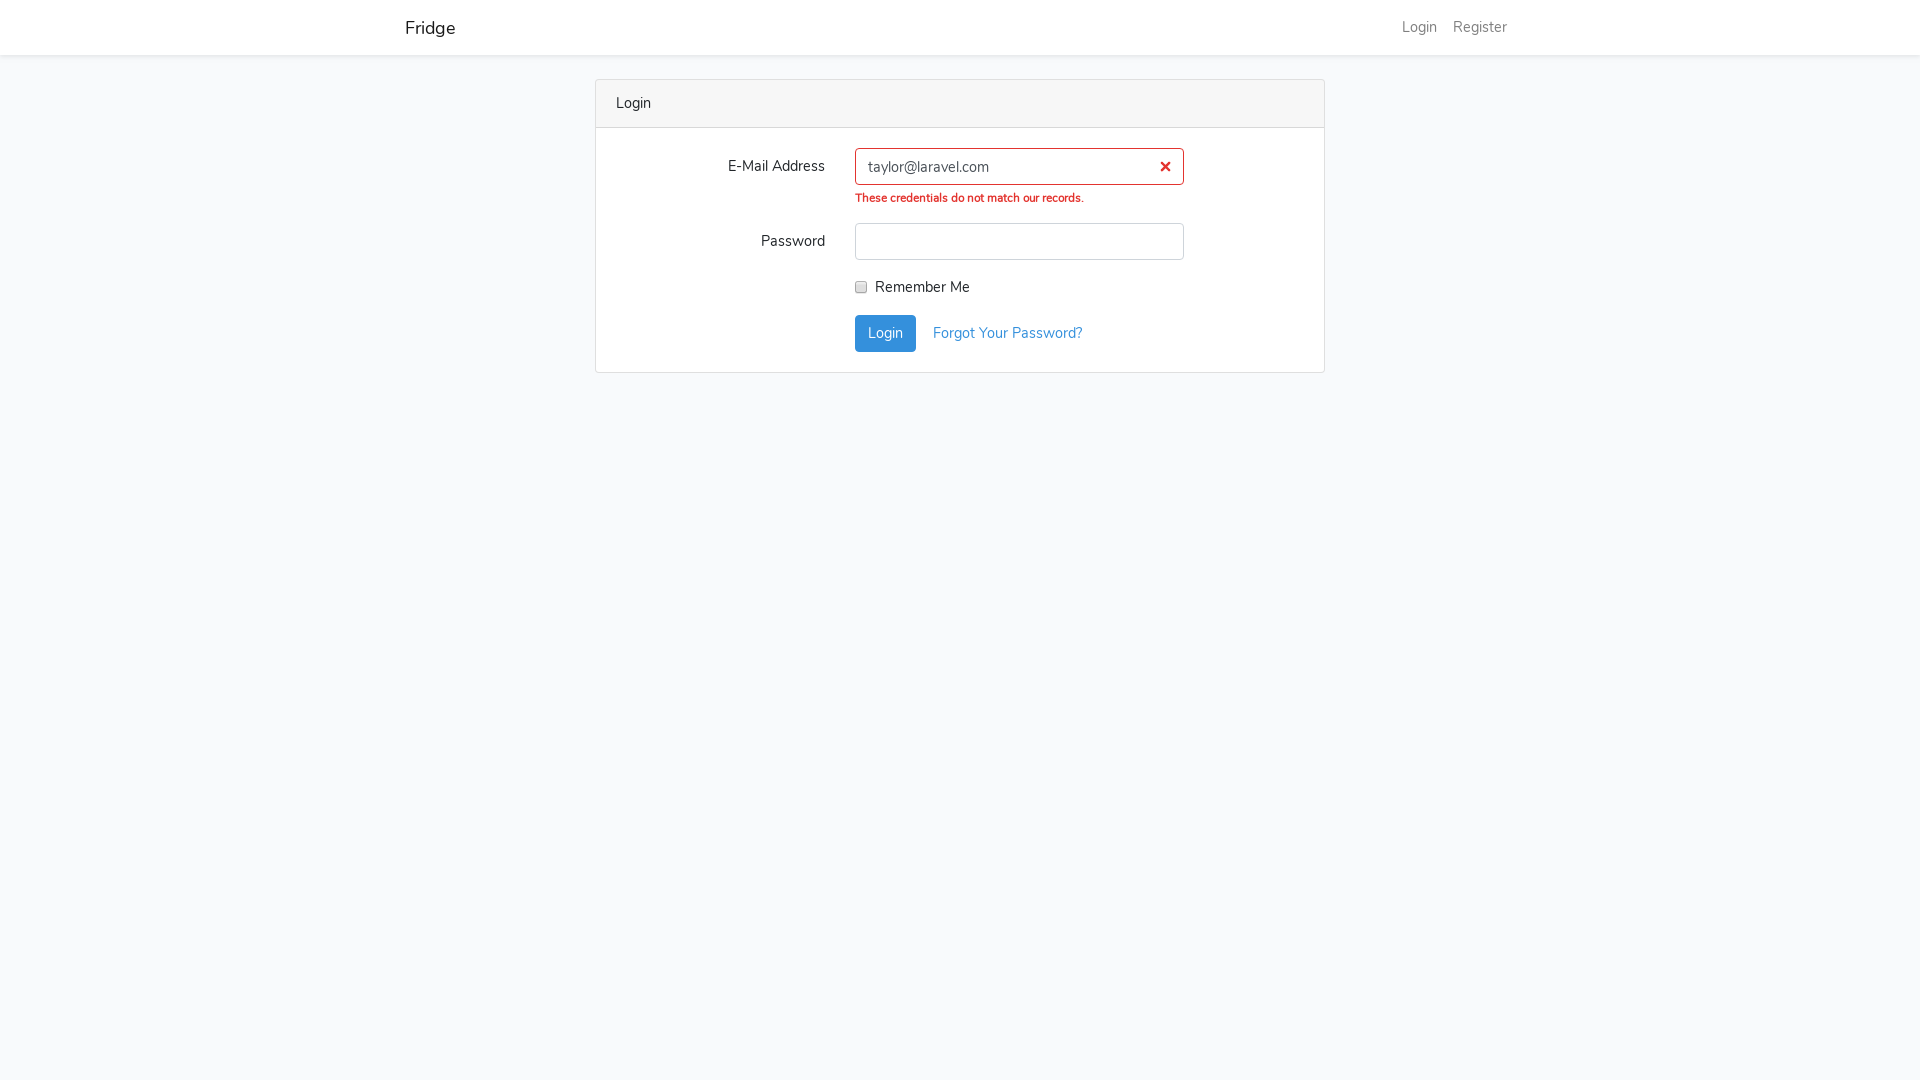 Fridge
Login Register
Login
E-Mail Address
taylor@laravel.com
These credentials do not match our records.
Password
Remember Me
Login Forgot Your Password?